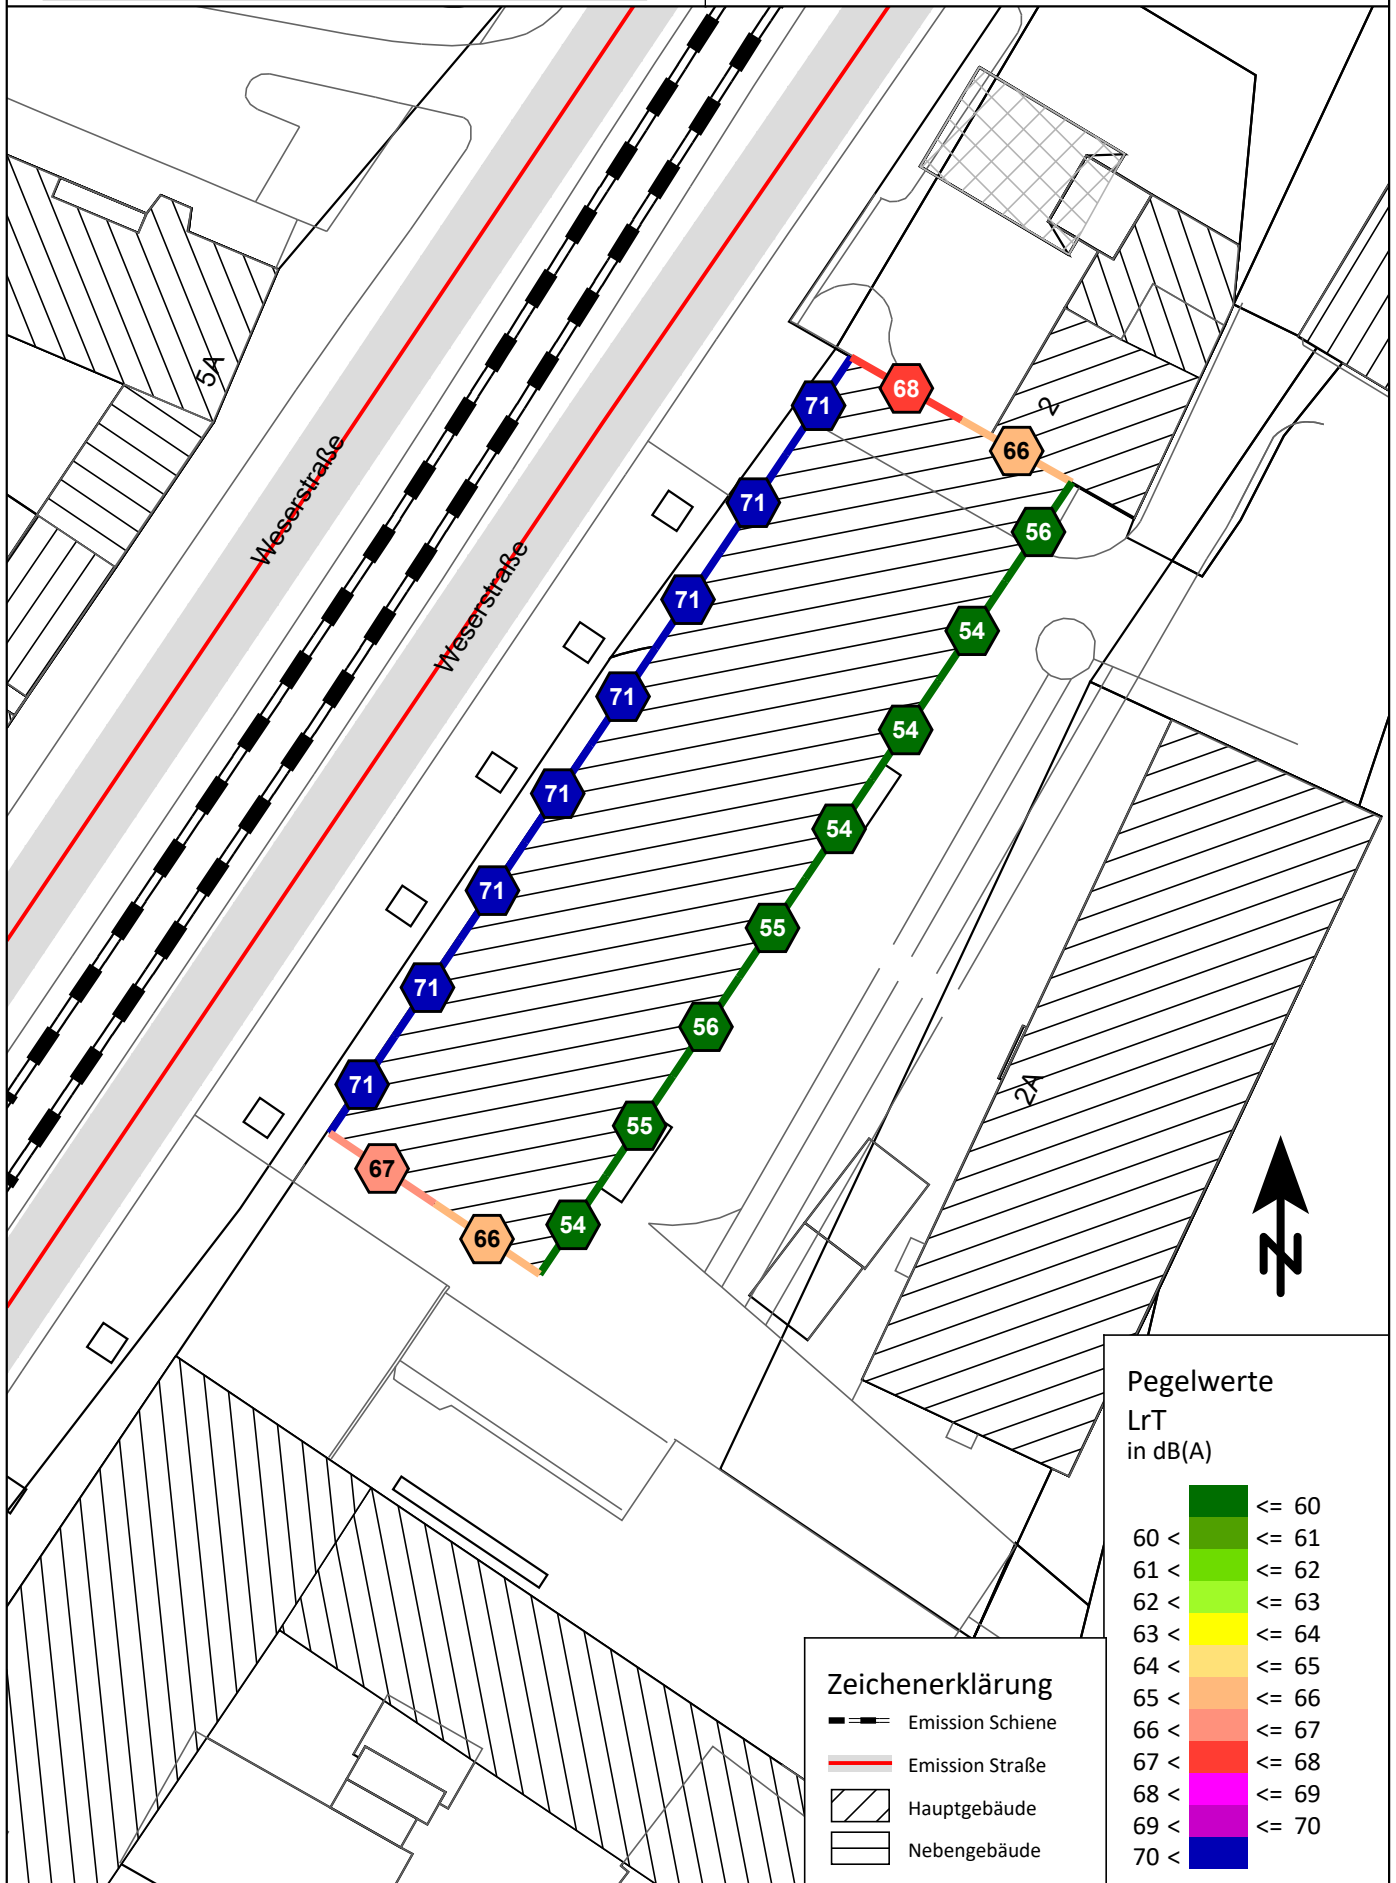 5A
Weserstraße
Weserstraße
2
68
71
66
71
56
71
54
71
54
71
54
71
55
71
56
71
55
67
54
66
2A
N
Pegelwerte
LrT
in dB(A)
<= 60
60 < <= 61
61 < <= 62
62 < <= 63
63 < <= 64
64 < <= 65
65 < <= 66
66 < <= 67
67 < <= 68
68 < <= 69
69 < <= 70
70 <
Zeichenerklärung
Emission Schiene
Emission Straße
Hauptgebäude
Nebengebäude